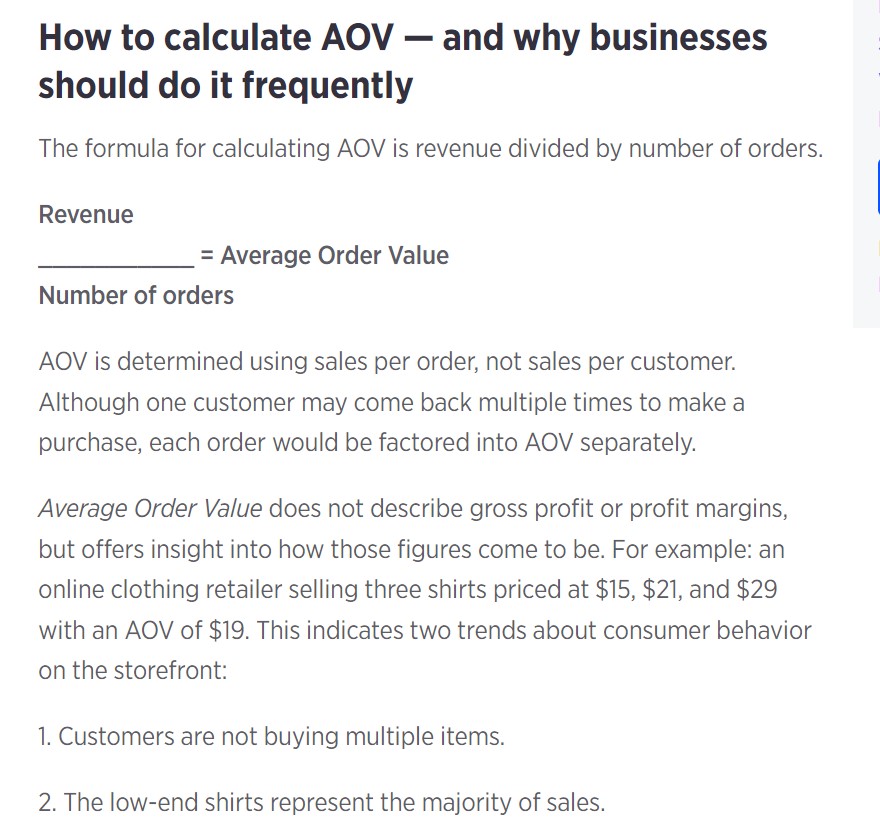 How to calculate AOV — and why businesses
should do it frequently
The formula for calculating AOV is revenue divided by number of orders.
Revenue
____________ = Average Order Value
Number of orders
AOV is determined using sales per order, not sales per customer.
Although one customer may come back multiple times to make a
purchase, each order would be factored into AOV separately.
Average Order Value does not describe gross profit or profit margins,
but offers insight into how those figures come to be. For example: an
online clothing retailer selling three shirts priced at $15, $21, and $29
with an AOV of $19. This indicates two trends about consumer behavior
on the storefront:
1. Customers are not buying multiple items.
2. The low-end shirts represent the majority of sales.